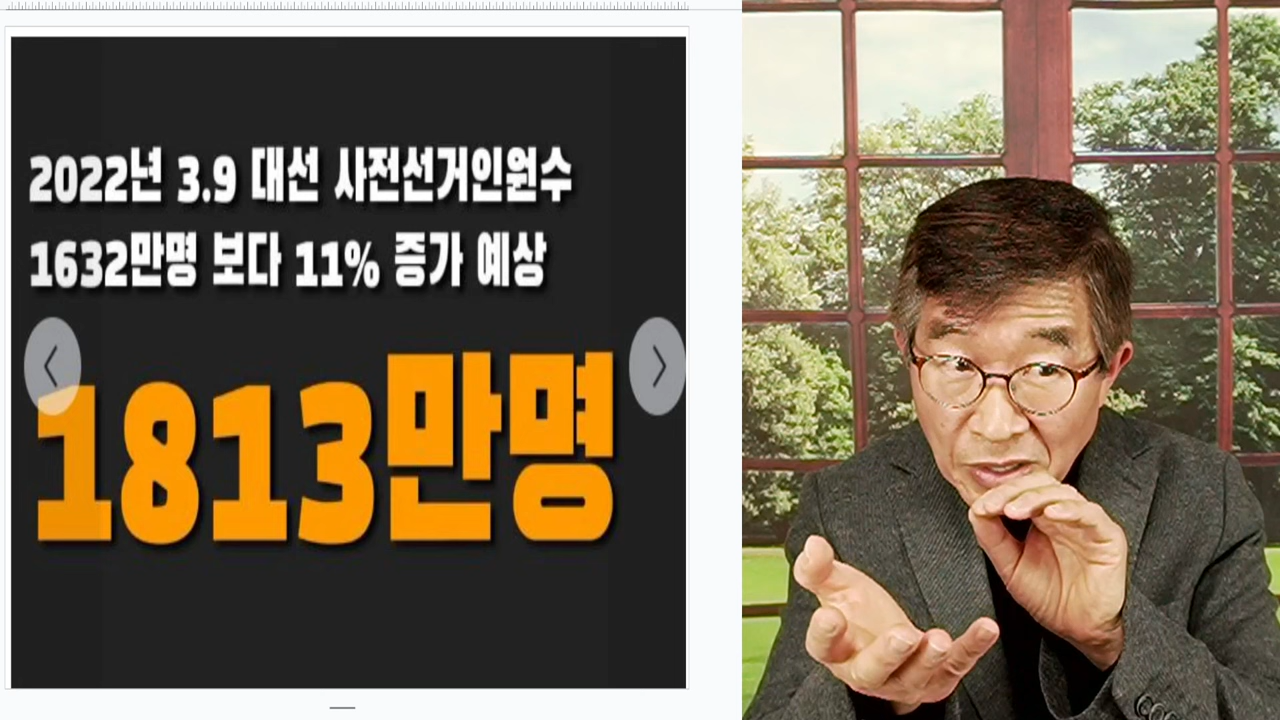 2022년 3.9 대선 사전선거인원수
1632만명 보다 11% 증가 예상
1813만명